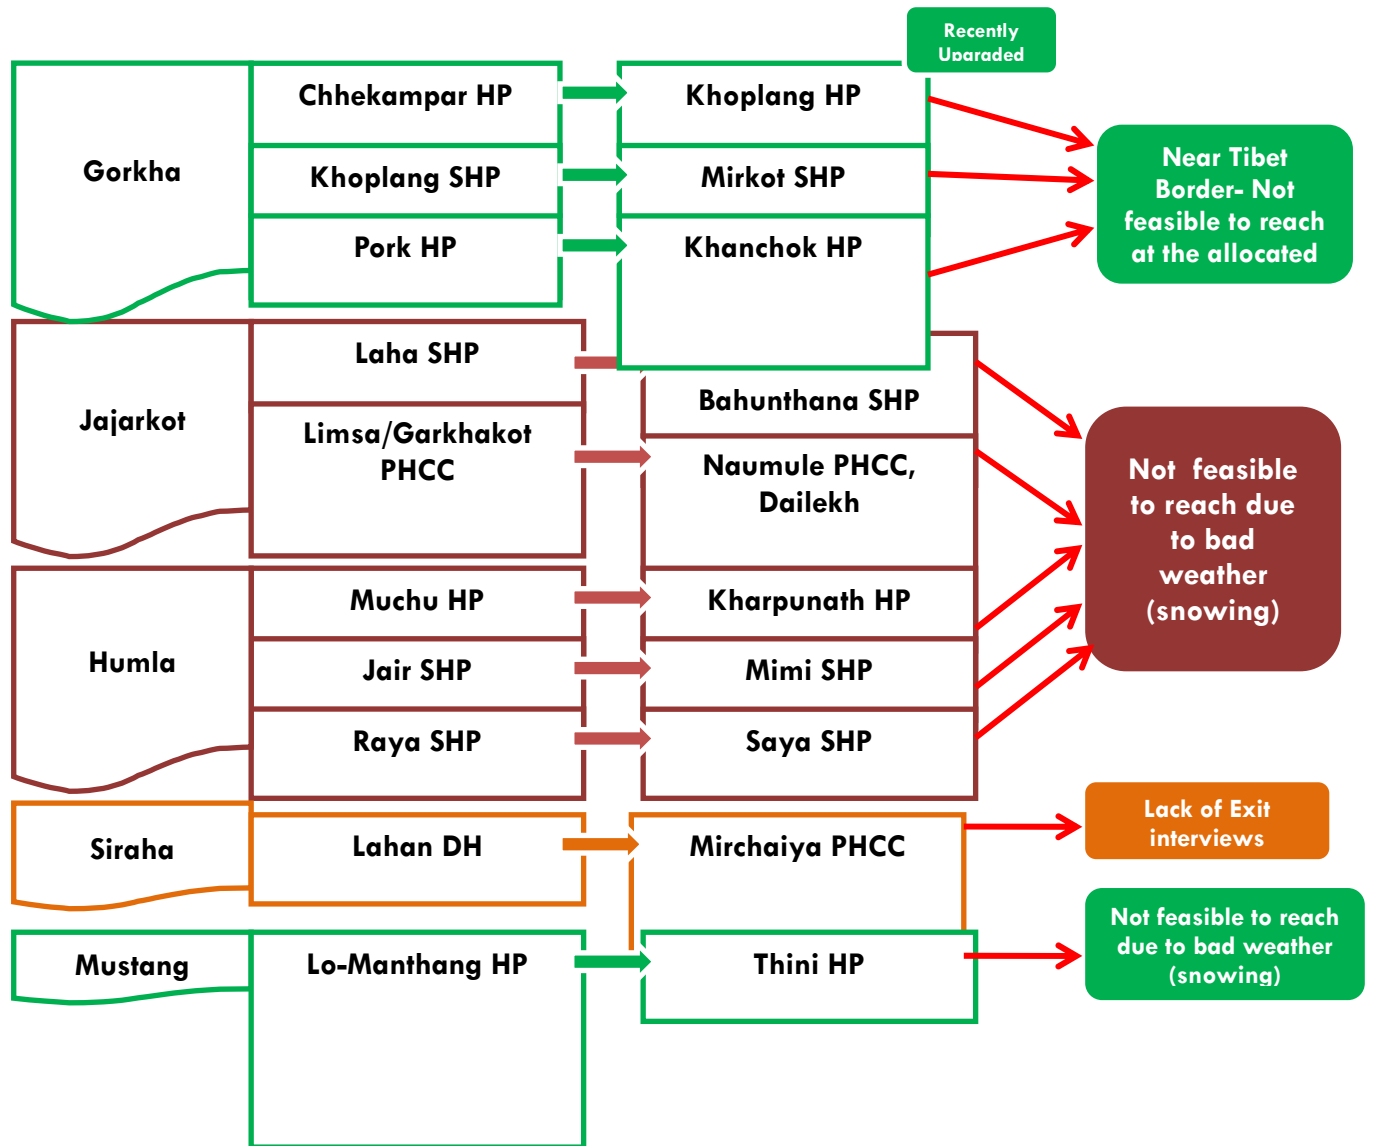 Recently
Upgraded
Gorkha
Chhekampar HP
Khoplang HP
Khoplang SHP
Mirkot SHP
Pork HP
Khanchok HP
Near Tibet
Border- Not
feasible to reach
at the allocated
Jajarkot
Laha SHP
Bahunthana SHP
Limsa/Garkhakot
PHCC
Naumule PHCC,
Dailekh
Not feasible
to reach due
to bad
weather
(snowing)
Humla
Muchu HP
Kharpunath HP
Jair SHP
Mimi SHP
Raya SHP
Saya SHP
Siraha
Lahan DH
Mirchaiya PHCC
Lack of Exit
interviews
Mustang
Lo-Manthang HP
Thini HP
Not feasible to reach
due to bad weather
(snowing)